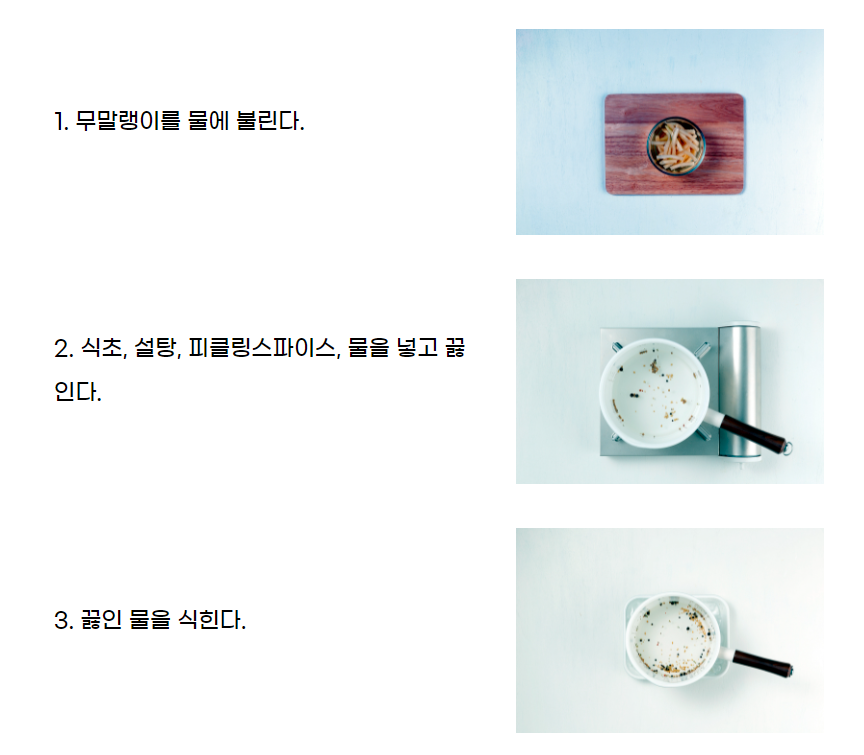 1. 무말랭이를 물에 불린다.
2. 식초, 설탕, 피클링스파이스, 물을 넣고 끓
인다.
3. 끓인 물을 식힌다.